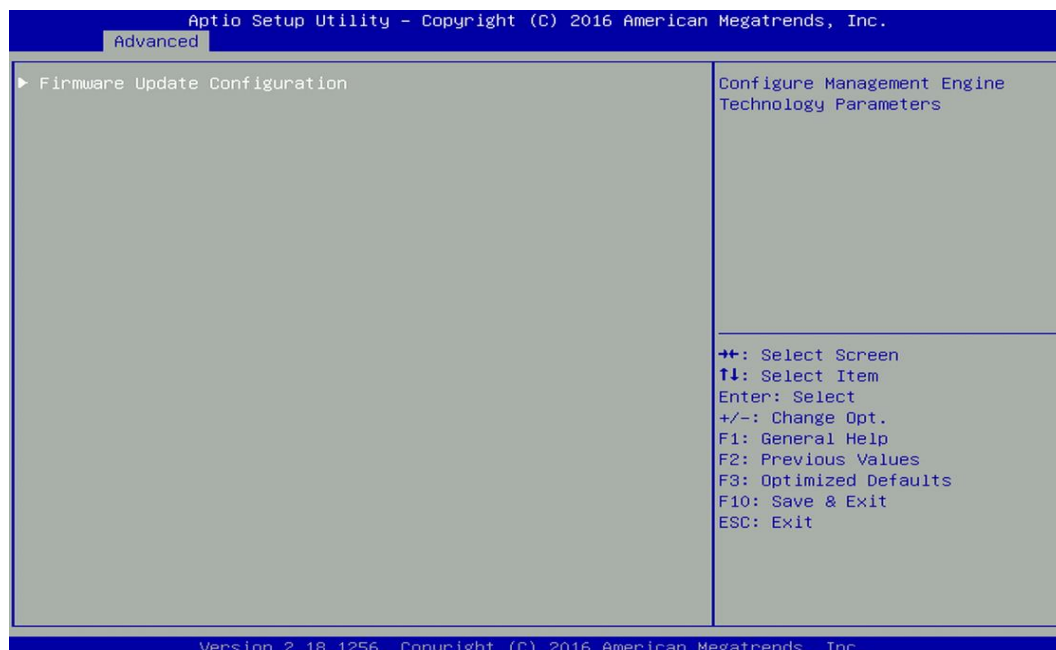 Aptio Setup Utility – Copyright (C) 2016 American Megatrends, Inc.
Advanced
▶ Firmware Update Configuration
Configure Management Engine
Technology Parameters
→←: Select Screen
↑↓: Select Item
Enter: Select
+/-: Change Opt.
F1: General Help
F2: Previous Values
F3: Optimized Defaults
F10: Save & Exit
ESC: Exit
Version 2.18.1256. Copyright (C) 2016 American Megatrends, Inc.